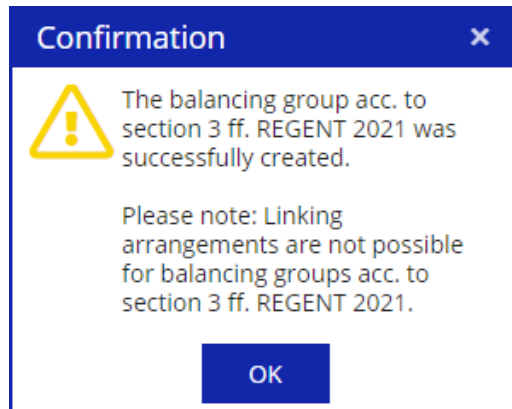 Confirmation
The balancing group acc. to
section 3 ff. REGENT 2021 was
successfully created.
Please note: Linking
arrangements are not possible
for balancing groups acc. to
section 3 ff. REGENT 2021.
OK